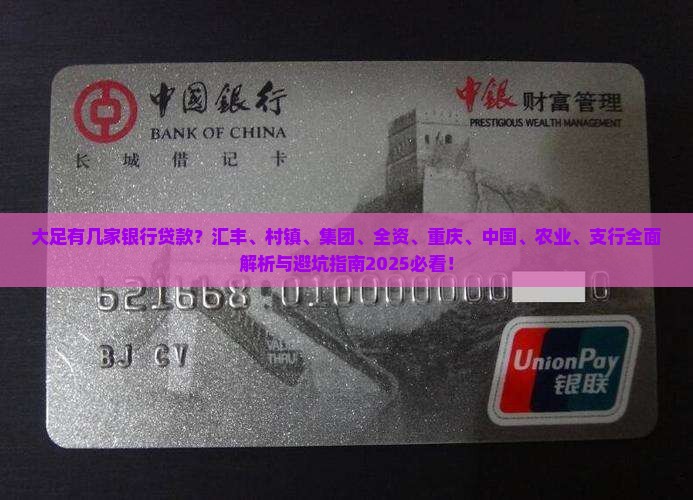 中国银行
BANK OF CHINA
长城借记卡
中銀 财富管理
PRESTIGIOUS WEALTH MANAGEMENT
大足有几家银行贷款？汇丰、村镇、集团、全资、重庆、中国、农业、支行全面
解析与避坑指南2025必看！
VALID
THRU
BJ CV
UnionPay
银联